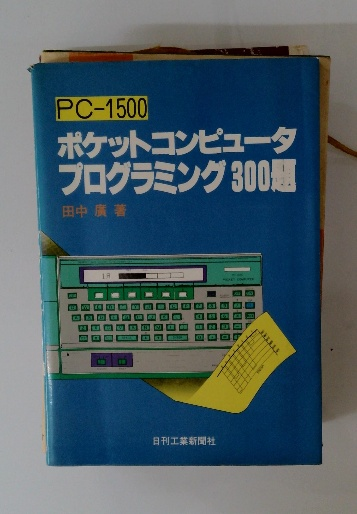 PC-1500
ポケットコンピュータ
プログラミング300題
田中 廣 著
日刊工業新聞社